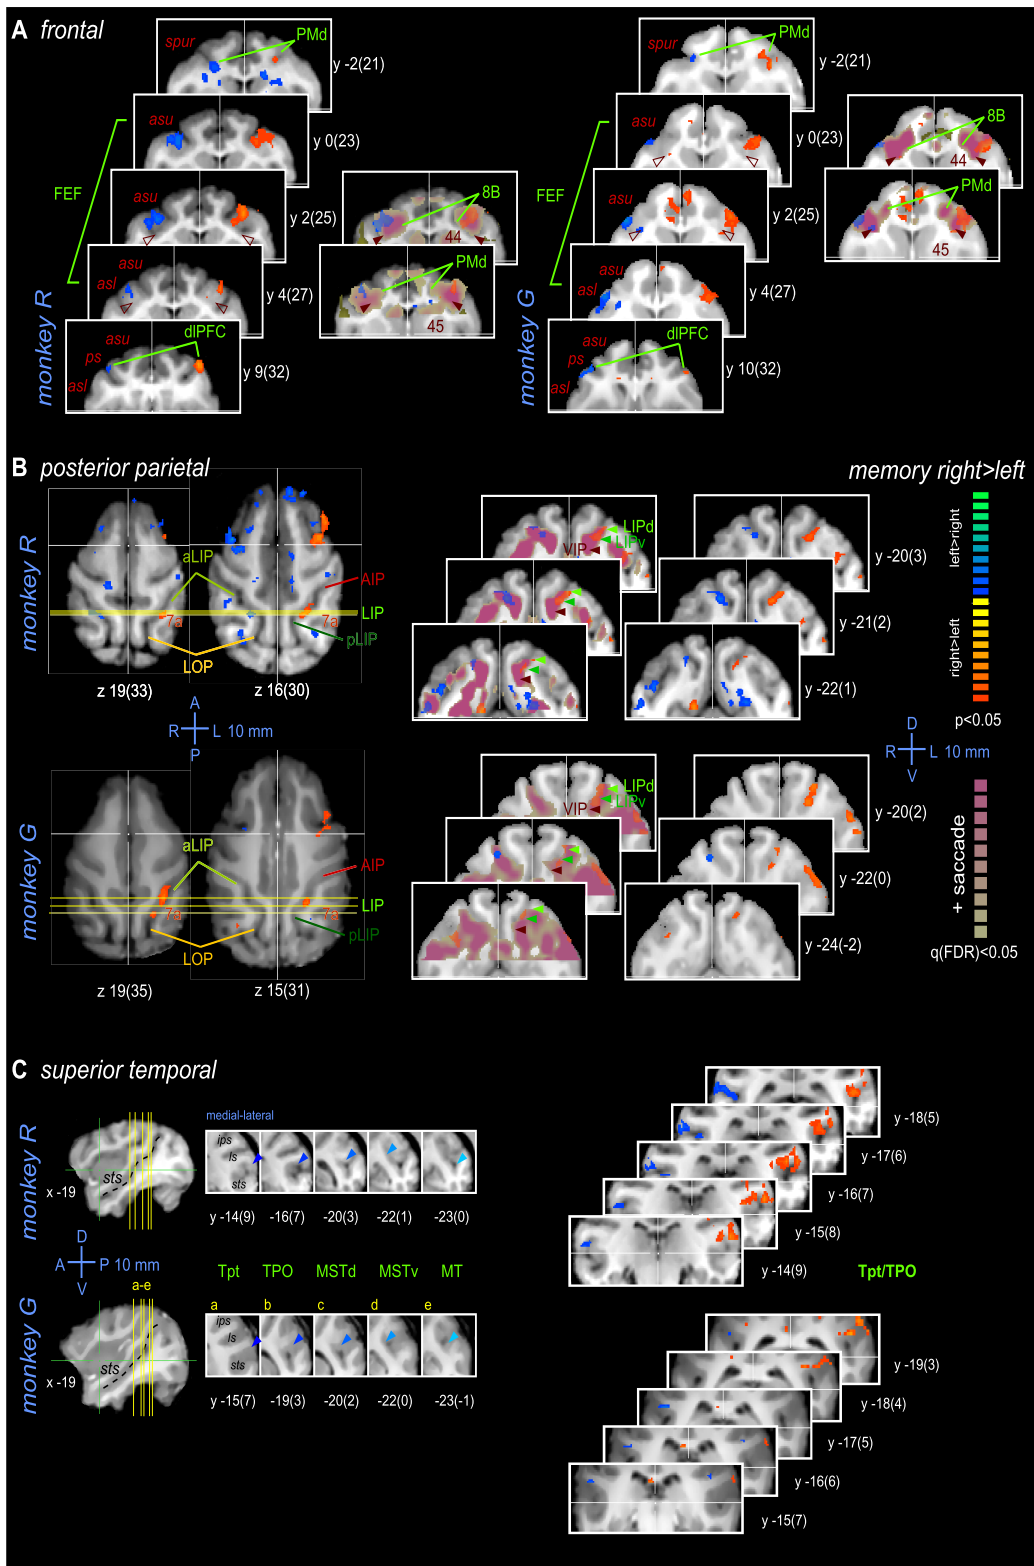 A frontal
monkey R
spur
PMd
y -2(21)
asu
y 0(23)
FEF
asu
y 2(25)
asu
asl
y 4(27)
dlPFC
asu
ps
asl
y 9(32)
8B
44
PMd
45
monkey G
spur
PMd
y -2(21)
asu
y 0(23)
FEF
asu
y 2(25)
asu
asl
y 4(27)
dlPFC
asu
ps
asl
y 10(32)
8B
44
PMd
45
B posterior parietal
memory right>left
monkey R
aLIP
AIP
7a
7a
LIP
pLIP
LOP
z 19(33)
z 16(30)
LIPd
LIPv
VIP
y -20(3)
y -21(2)
y -22(1)
left>right
right>left
p<0.05
A
R L 10 mm
P
D
R L 10 mm
V
monkey G
aLIP
AIP
7a
LIP
pLIP
LOP
z 19(35)
z 15(31)
LIPd
LIPv
VIP
y -20(2)
y -22(0)
y -24(-2)
+ saccade
q(FDR)<0.05
C superior temporal
monkey R
sts
x -19
medial-lateral
ips
ls
sts
y -14(9)
-16(7)
-20(3)
-22(1)
-23(0)
y -18(5)
y -17(6)
y -16(7)
y -15(8)
y -14(9)
Tpt/TPO
D
A P 10 mm
V
a-e
Tpt
TPO
MSTd
MSTv
MT
monkey G
sts
x -19
a
b
c
d
e
ips
ls
sts
y -15(7)
-19(3)
-20(2)
-22(0)
-23(-1)
y -19(3)
y -18(4)
y -17(5)
y -16(6)
y -15(7)